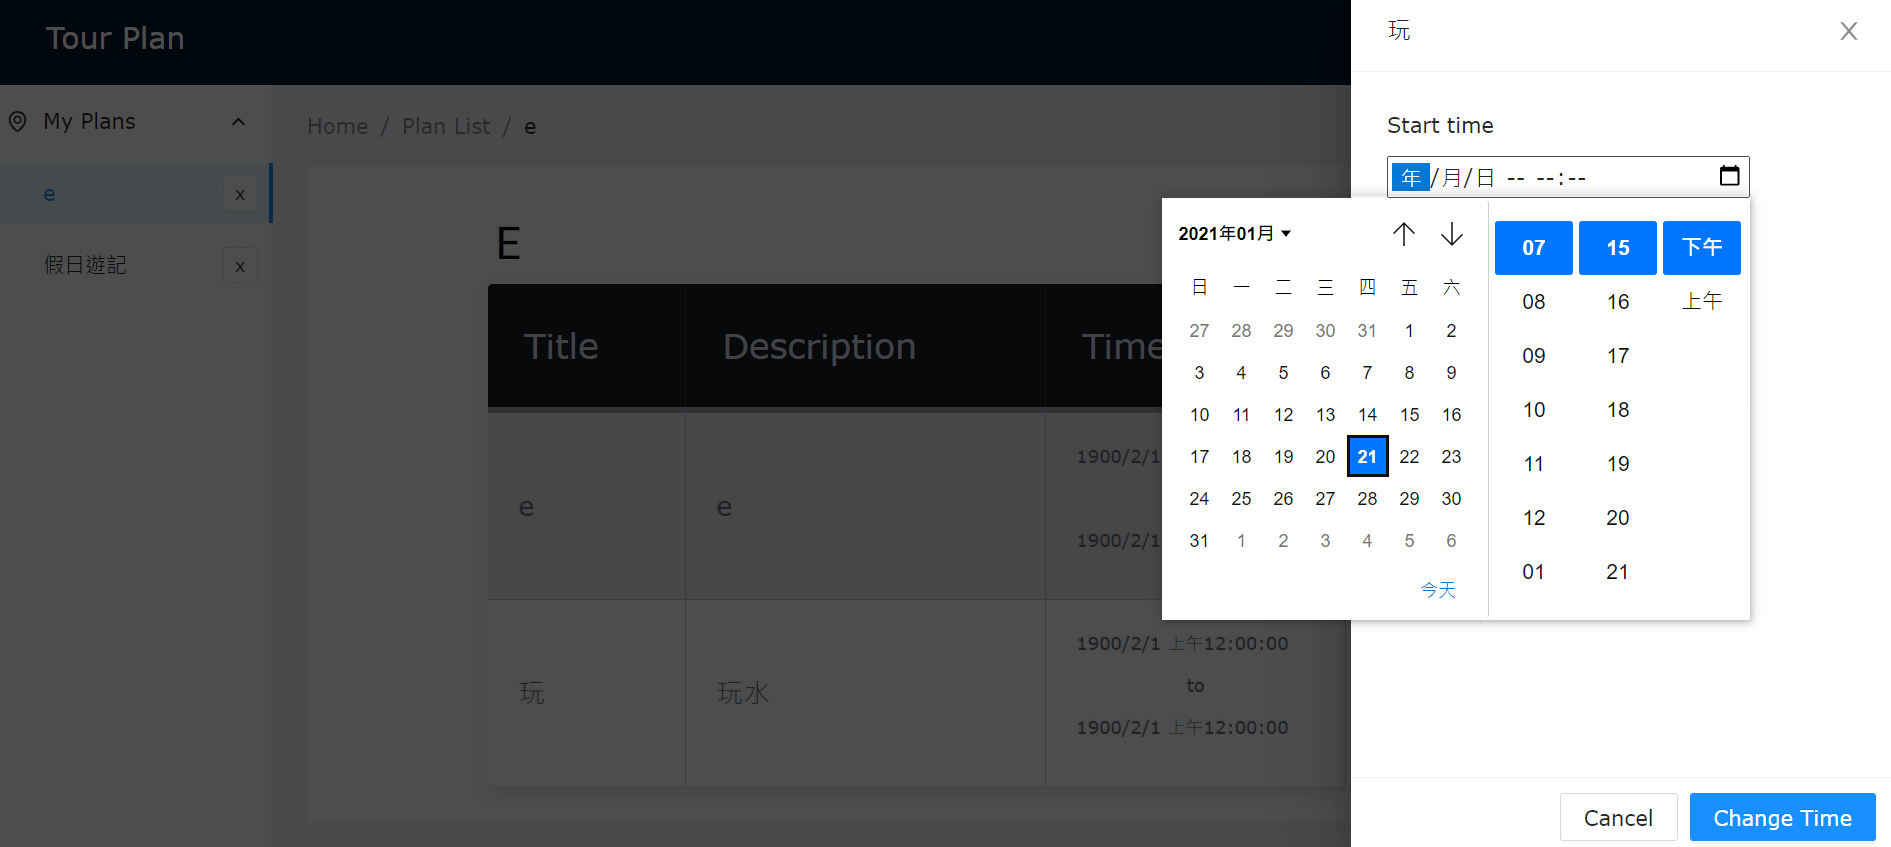 Tour Plan
My Plans
e x
假日遊記 x
Home / Plan List / e
E
Title Description Time
e e 1900/2/1
1900/2/1
玩 玩水 1900/2/1 上午12:00:00
to
1900/2/1 上午12:00:00
玩 X
Start time
年/月/日 -- --:--
2021年01月
日 一 二 三 四 五 六
27 28 29 30 31 1 2
3 4 5 6 7 8 9
10 11 12 13 14 15 16
17 18 19 20 21 22 23
24 25 26 27 28 29 30
31 1 2 3 4 5 6
今天
07 15 下午
08 16 上午
09 17
10 18
11 19
12 20
01 21
Cancel Change Time